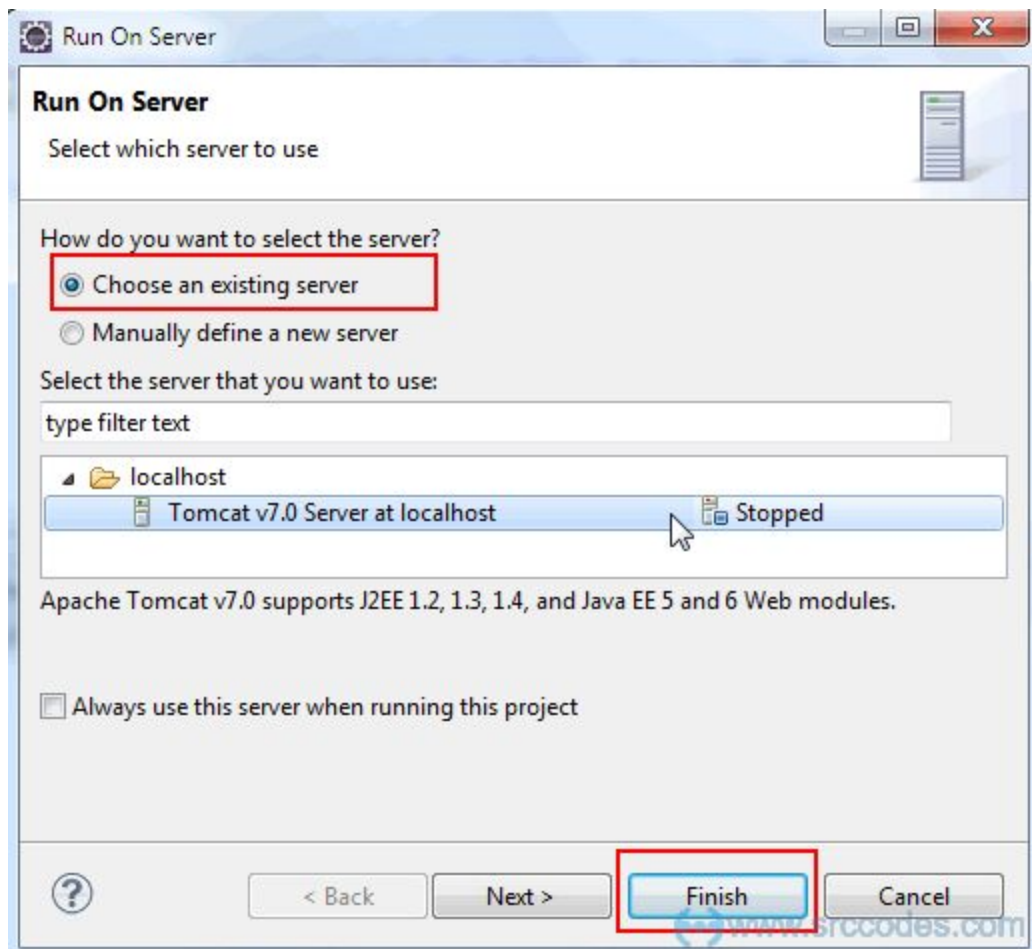 Run On Server
Run On Server
Select which server to use
How do you want to select the server?
Choose an existing server
Manually define a new server
Select the server that you want to use:
type filter text
localhost
Tomcat v7.0 Server at localhost Stopped
Apache Tomcat v7.0 supports J2EE 1.2, 1.3, 1.4, and Java EE 5 and 6 Web modules.
Always use this server when running this project
? < Back Next > Finish Cancel
www.srccodes.com